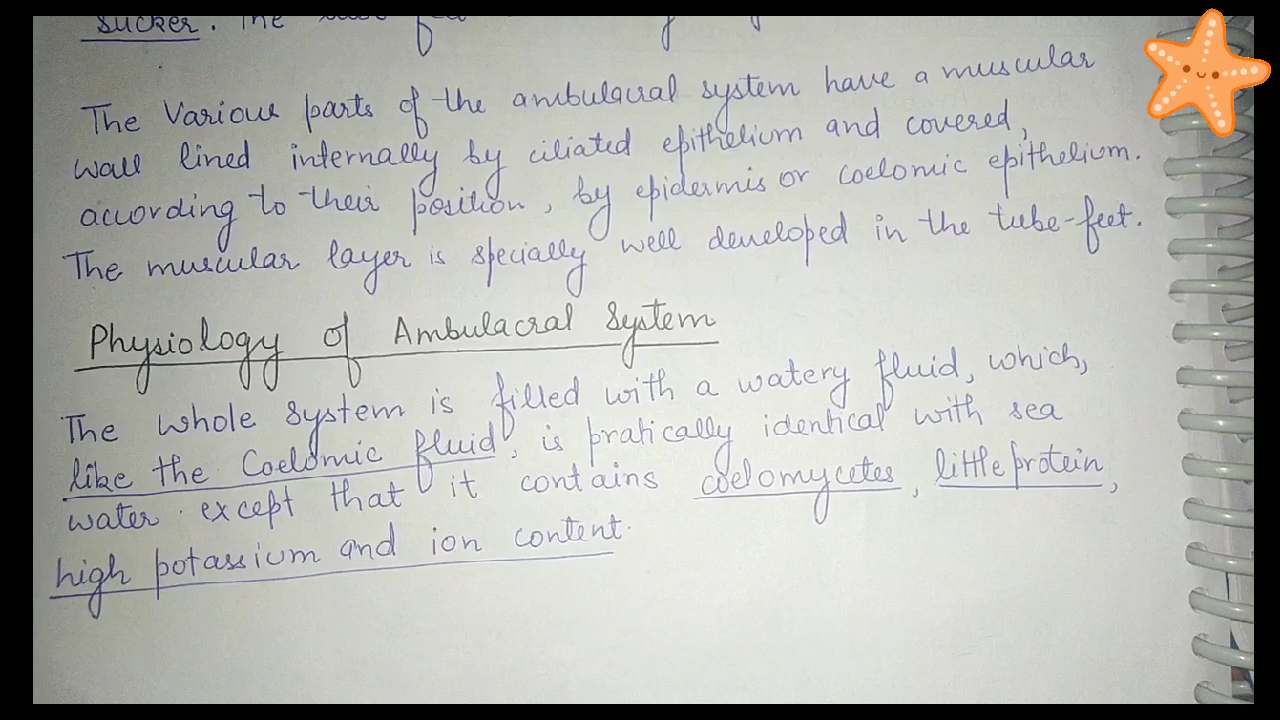 sucker. The
The Various parts of the ambulacral system have a muscular
wall lined internally by ciliated epithelium and covered,
according to their position, by epidermis or coelomic epithelium.
The muscular layer is specially well developed in the tube-feet.
Physiology of Ambulacral System
The whole system is filled with a watery fluid, which,
like the Coelomic fluid, is pratically identical with sea
water except that it contains coelomycetes, little protein,
high potassium and ion content.